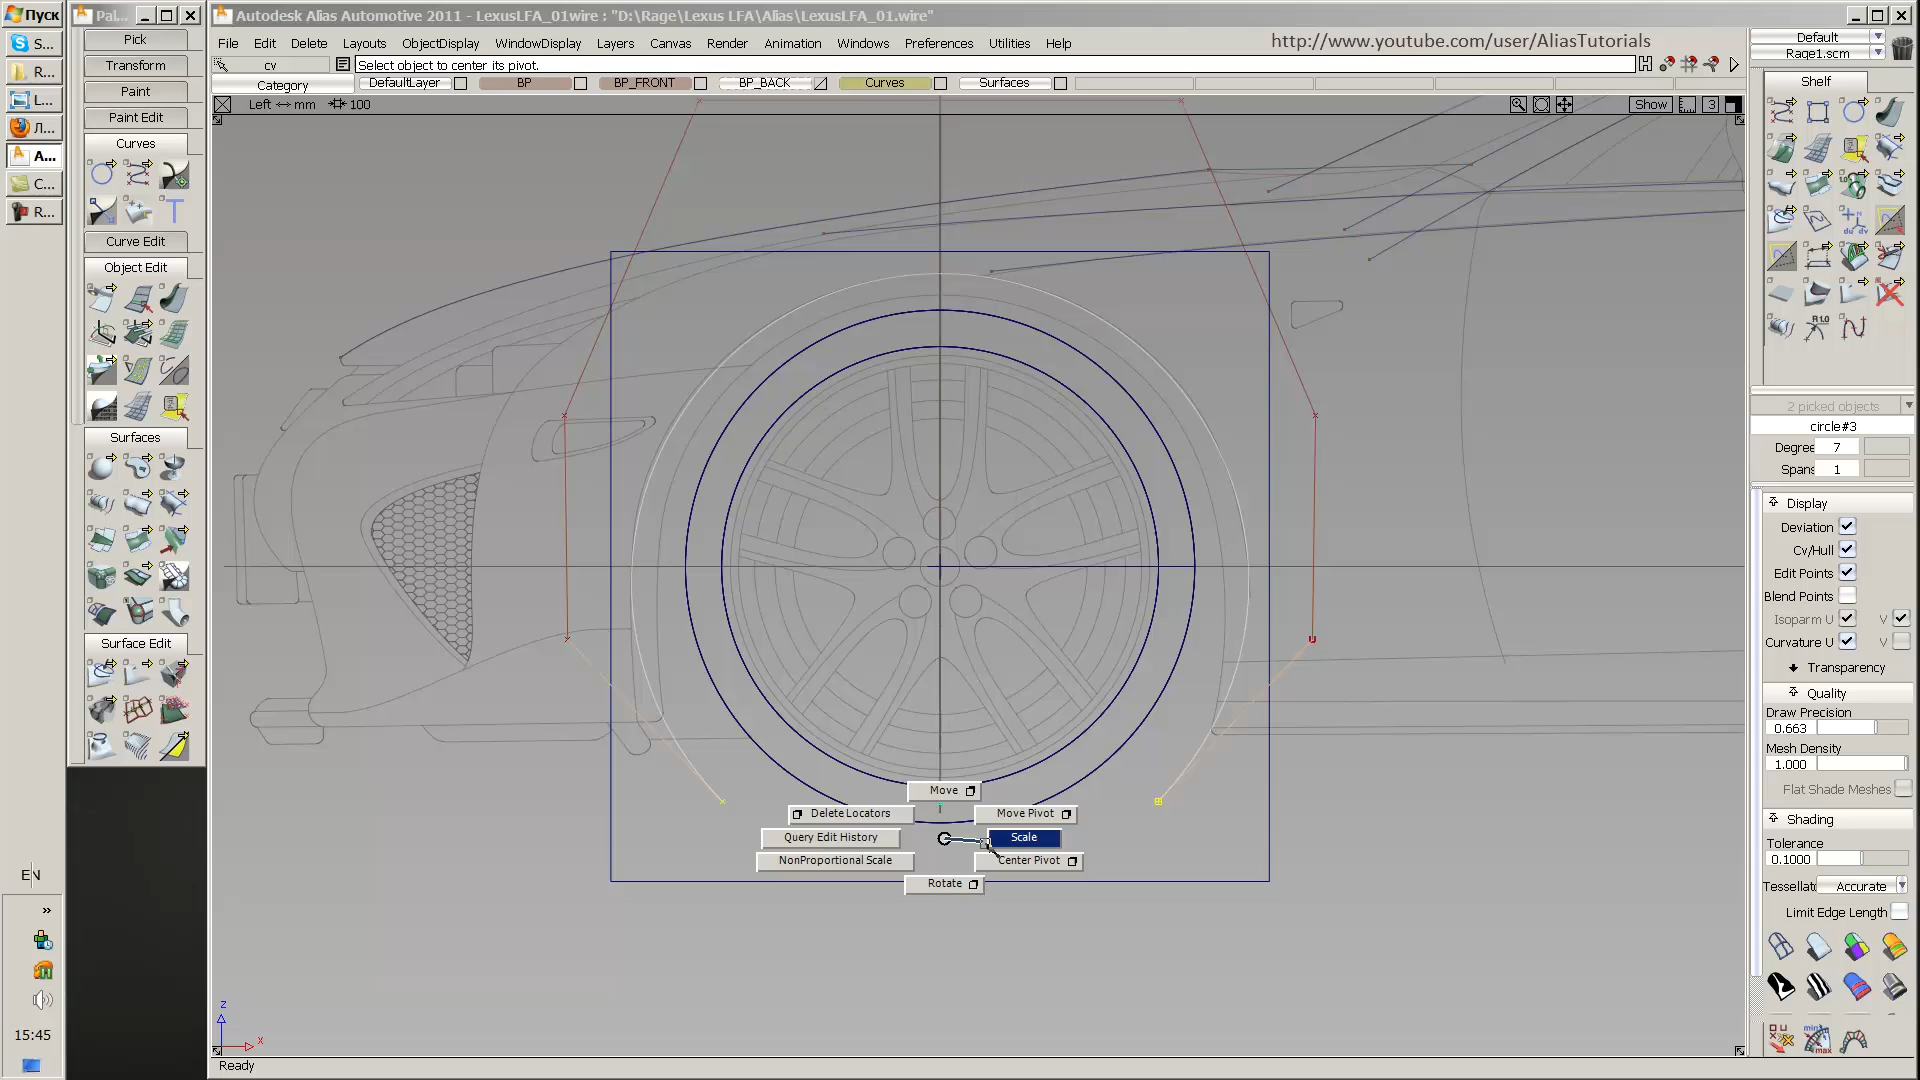 Пуск
S...
R...
L...
Л...
A...
C...
R...
EN
15:45
Pal...
Pick
Transform
Paint
Paint Edit
Curves
Curve Edit
Object Edit
Surfaces
Surface Edit
Autodesk Alias Automotive 2011 - LexusLFA_01wire : "D:\Rage\Lexus LFA\Alias\LexusLFA_01.wire"
File Edit Delete Layouts ObjectDisplay WindowDisplay Layers Canvas Render Animation Windows Preferences Utilities Help
http://www.youtube.com/user/AliasTutorials
cv
Select object to center its pivot.
Category DefaultLayer BP BP_FRONT BP_BACK Curves Surfaces
Left mm 100
Show 3
Move
Delete Locators Move Pivot
Query Edit History Scale
NonProportional Scale Center Pivot
Rotate
z
x
Ready
Default
Rage1.scm
Shelf
2 picked objects
circle#3
Degree 7
Spans 1
Display
Deviation
Cv/Hull
Edit Points
Blend Points
Isoparm U V
Curvature U V
Transparency
Quality
Draw Precision
0.663
Mesh Density
1.000
Flat Shade Meshes
Shading
Tolerance
0.1000
Tessellat Accurate
Limit Edge Length